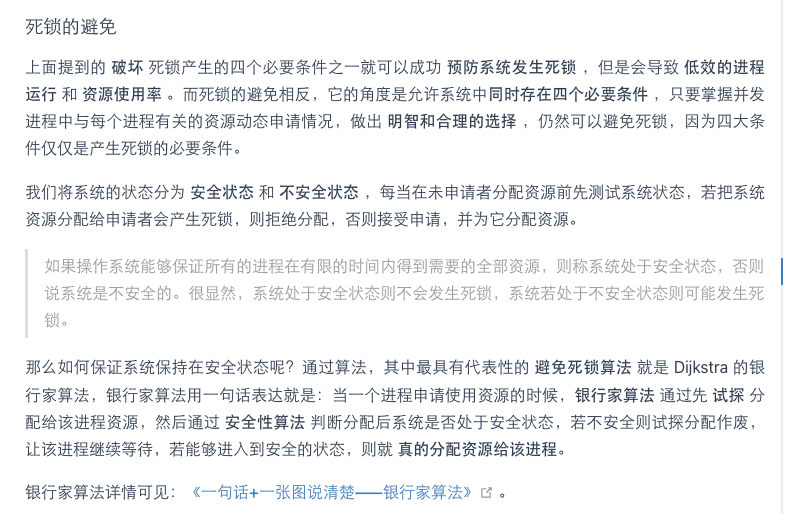 死锁的避免
上面提到的 破坏 死锁产生的四个必要条件之一就可以成功 预防系统发生死锁 ，但是会导致 低效的进程
运行 和 资源使用率 。而死锁的避免相反，它的角度是允许系统中同时存在四个必要条件 ，只要掌握并发
进程中与每个进程有关的资源动态申请情况，做出 明智和合理的选择 ，仍然可以避免死锁，因为四大条
件仅仅是产生死锁的必要条件。
我们将系统的状态分为 安全状态 和 不安全状态 ，每当在未申请者分配资源前先测试系统状态，若把系统
资源分配给申请者会产生死锁，则拒绝分配，否则接受申请，并为它分配资源。
如果操作系统能够保证所有的进程在有限的时间内得到需要的全部资源，则称系统处于安全状态，否则
说系统是不安全的。很显然，系统处于安全状态则不会发生死锁，系统若处于不安全状态则可能发生死
锁。
那么如何保证系统保持在安全状态呢？通过算法，其中最具有代表性的 避免死锁算法 就是 Dijkstra 的银
行家算法，银行家算法用一句话表达就是：当一个进程申请使用资源的时候，银行家算法 通过先 试探 分
配给该进程资源，然后通过 安全性算法 判断分配后系统是否处于安全状态，若不安全则试探分配作废，
让该进程继续等待，若能够进入到安全的状态，则就 真的分配资源给该进程。
银行家算法详情可见：《一句话+一张图说清楚——银行家算法》 。